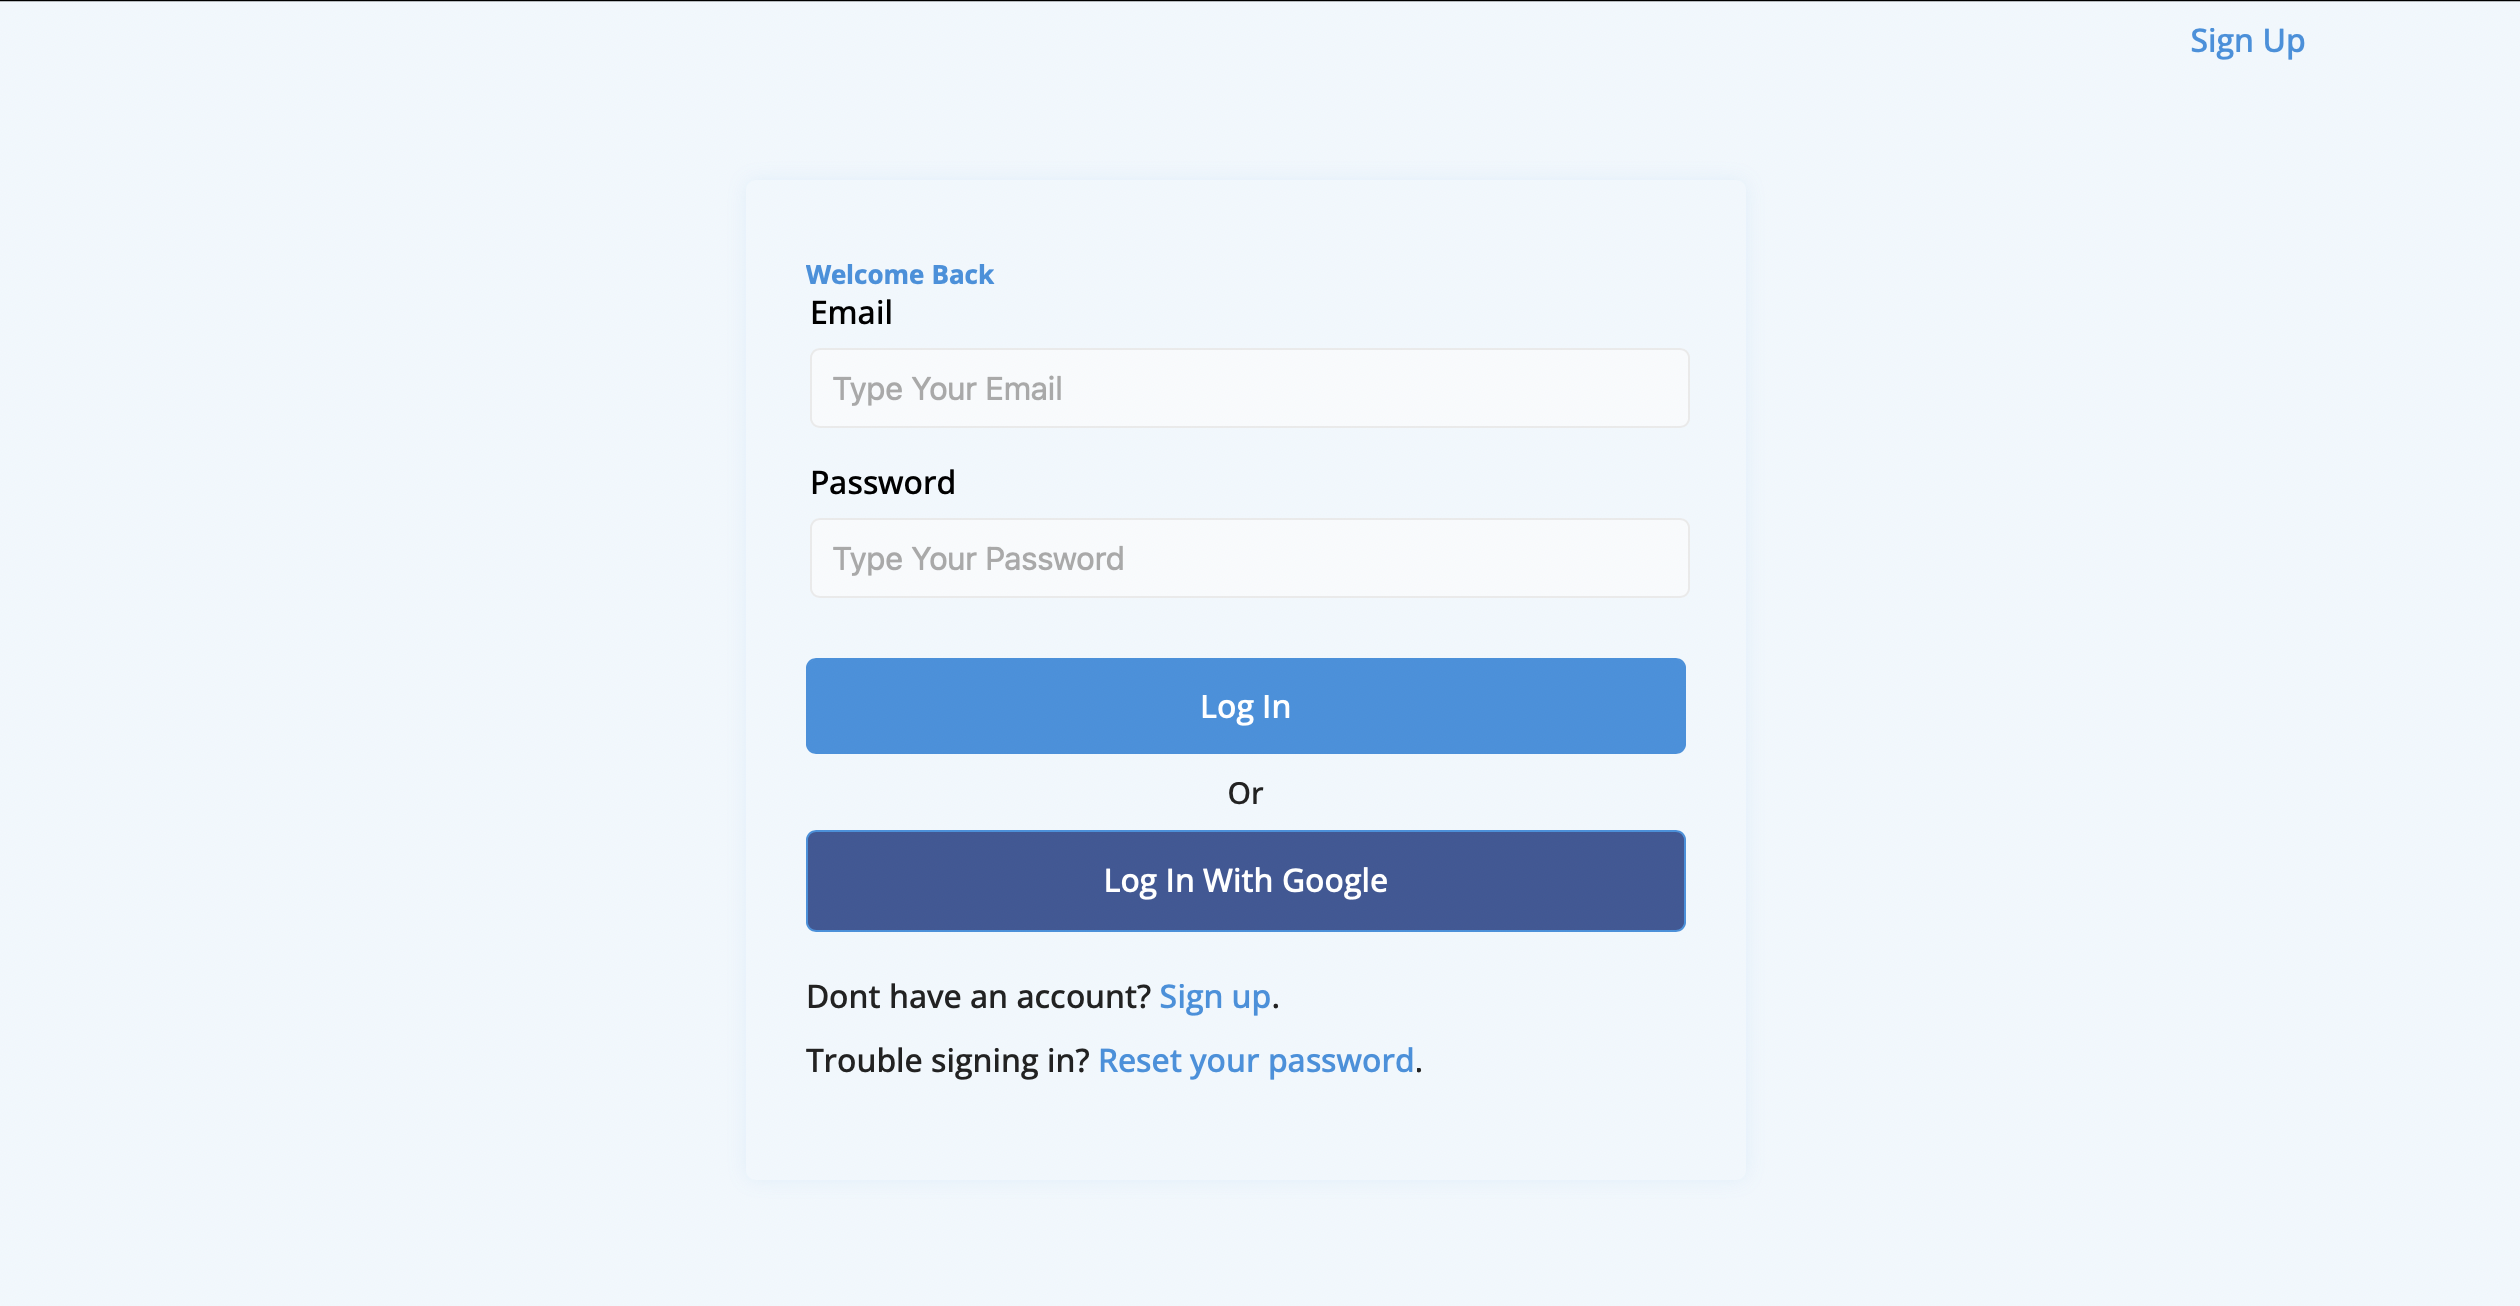 Sign Up
Welcome Back
Email
Type Your Email
Password
Type Your Password
Log In
Or
Log In With Google
Dont have an account? Sign up.
Trouble signing in? Reset your password.